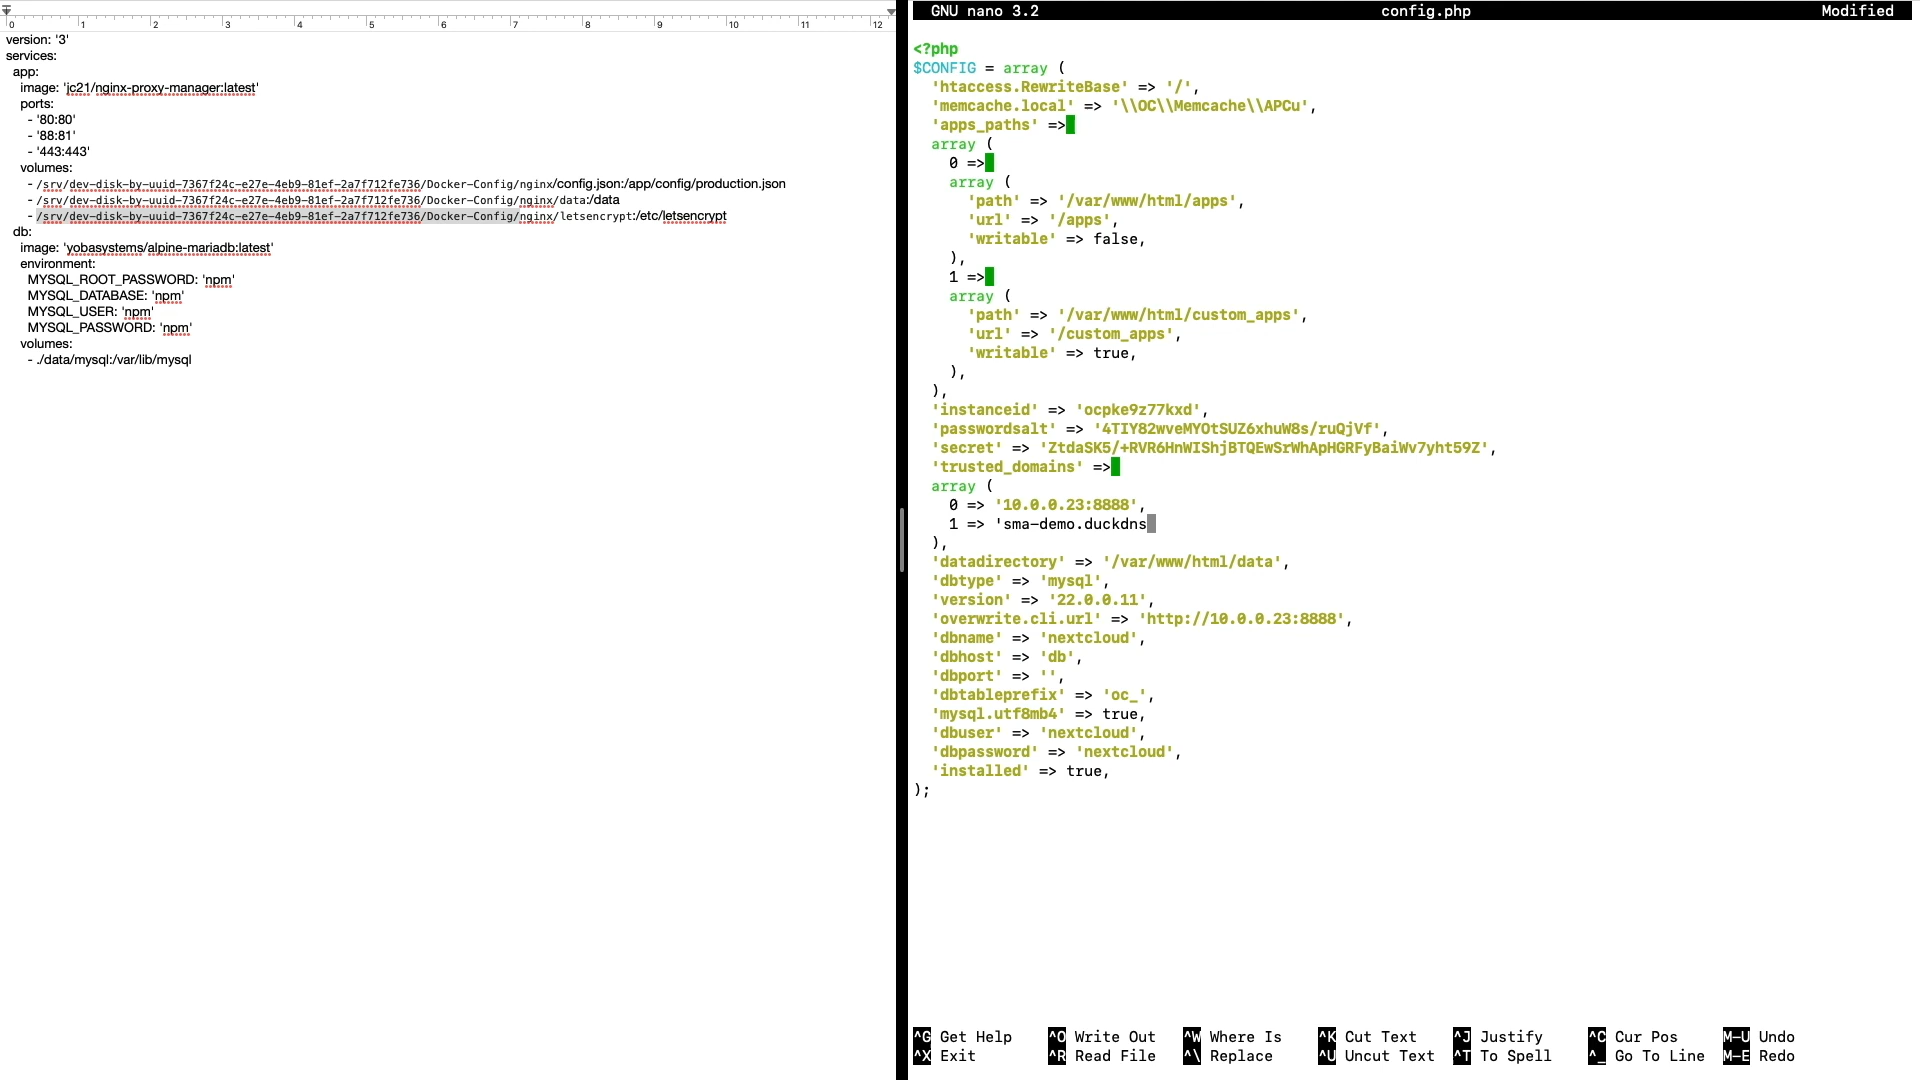 0 1 2 3 4 5 6 7 8 9 10 11 12
version: '3'
services:
app:
image: 'jc21/nginx-proxy-manager:latest'
ports:
- '80:80'
- '88:81'
- '443:443'
volumes:
- /srv/dev-disk-by-uuid-7367f24c-e27e-4eb9-81ef-2a7f712fe736/Docker-Config/nginx/config.json:/app/config/production.json
- /srv/dev-disk-by-uuid-7367f24c-e27e-4eb9-81ef-2a7f712fe736/Docker-Config/nginx/data:/data
- /srv/dev-disk-by-uuid-7367f24c-e27e-4eb9-81ef-2a7f712fe736/Docker-Config/nginx/letsencrypt:/etc/letsencrypt
db:
image: 'yobasystems/alpine-mariadb:latest'
environment:
MYSQL_ROOT_PASSWORD: 'npm'
MYSQL_DATABASE: 'npm'
MYSQL_USER: 'npm'
MYSQL_PASSWORD: 'npm'
volumes:
- ./data/mysql:/var/lib/mysql
GNU nano 3.2 config.php Modified
<?php
$CONFIG = array (
'htaccess.RewriteBase' => '/',
'memcache.local' => '\\OC\\Memcache\\APCu',
'apps_paths' =>
array (
0 =>
array (
'path' => '/var/www/html/apps',
'url' => '/apps',
'writable' => false,
),
1 =>
array (
'path' => '/var/www/html/custom_apps',
'url' => '/custom_apps',
'writable' => true,
),
),
'instanceid' => 'ocpke9z77kxd',
'passwordsalt' => '4TIY82wveMYOtSUZ6xhuW8s/ruQjVf',
'secret' => 'ZtdaSK5/+RVR6HnWIShjBTQEwSrWhApHGRFyBaiWv7yht59Z',
'trusted_domains' =>
array (
0 => '10.0.0.23:8888',
1 => 'sma-demo.duckdns
),
'datadirectory' => '/var/www/html/data',
'dbtype' => 'mysql',
'version' => '22.0.0.11',
'overwrite.cli.url' => 'http://10.0.0.23:8888',
'dbname' => 'nextcloud',
'dbhost' => 'db',
'dbport' => '',
'dbtableprefix' => 'oc_',
'mysql.utf8mb4' => true,
'dbuser' => 'nextcloud',
'dbpassword' => 'nextcloud',
'installed' => true,
);
^G Get Help ^O Write Out ^W Where Is ^K Cut Text ^J Justify ^C Cur Pos M-U Undo
^X Exit ^R Read File ^\ Replace ^U Uncut Text ^T To Spell ^_ Go To Line M-E Redo